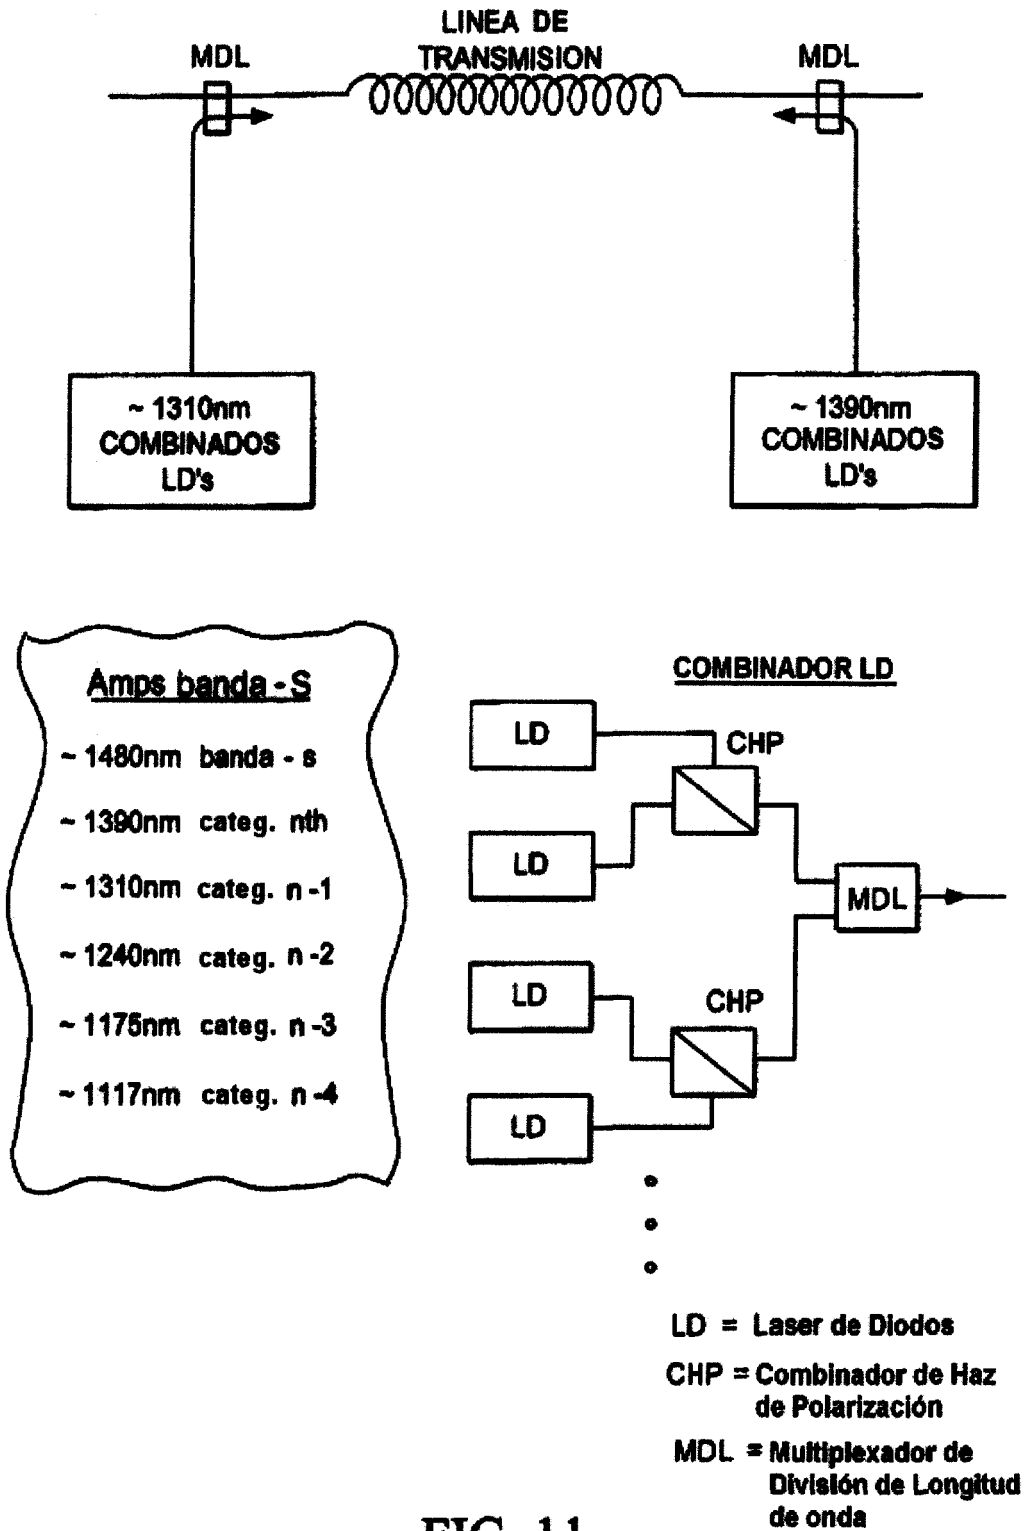 LINEA DE
TRANSMISION
MDL
MDL
~ 1310nm
COMBINADOS
LD's
~ 1390nm
COMBINADOS
LD's
Amps banda - S
~ 1480nm banda - s
~ 1390nm categ. nth
~ 1310nm categ. n -1
~ 1240nm categ. n -2
~ 1175nm categ. n -3
~ 1117nm categ. n -4
COMBINADOR LD
LD
CHP
LD
MDL
LD
CHP
LD
LD = Laser de Diodos
CHP = Combinador de Haz
de Polarización
MDL = Multiplexador de
División de Longitud
de onda
FIG. 11